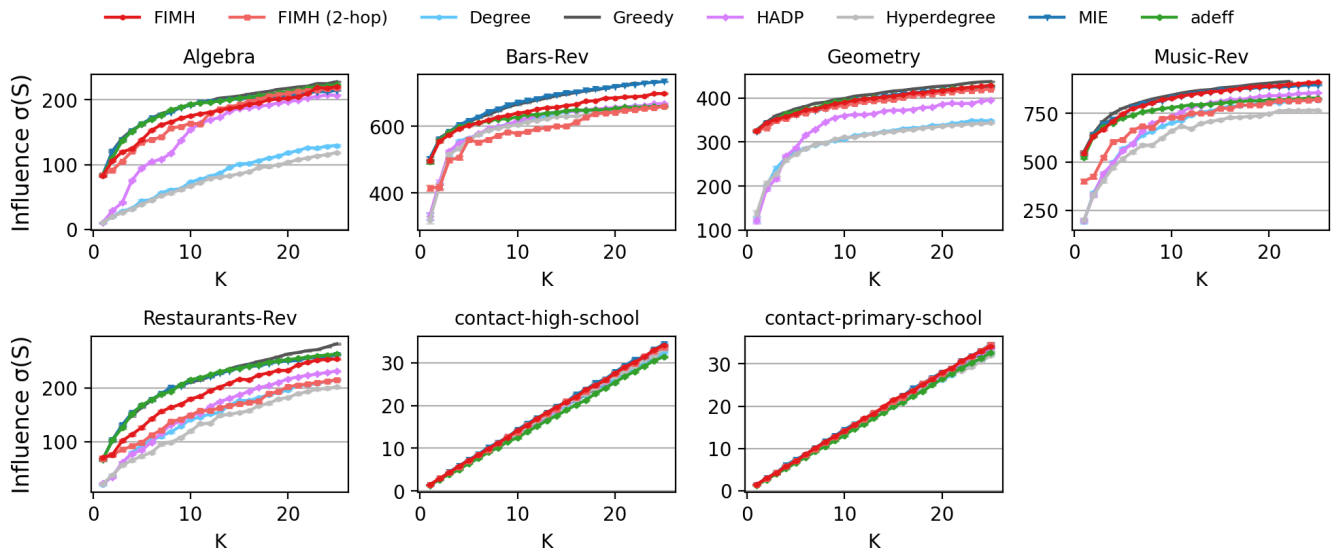 FIMH FIMH (2-hop) Degree Greedy HADP Hyperdegree MIE adeff
Algebra Bars-Rev Geometry Music-Rev
Influence σ(S)
200
100
0
0 10 20
K
600
400
0 10 20
K
400
300
200
100
0 10 20
K
750
500
250
0 10 20
K
Restaurants-Rev contact-high-school contact-primary-school
Influence σ(S)
200
100
0 10 20
K
30
20
10
0
0 10 20
K
30
20
10
0
0 10 20
K